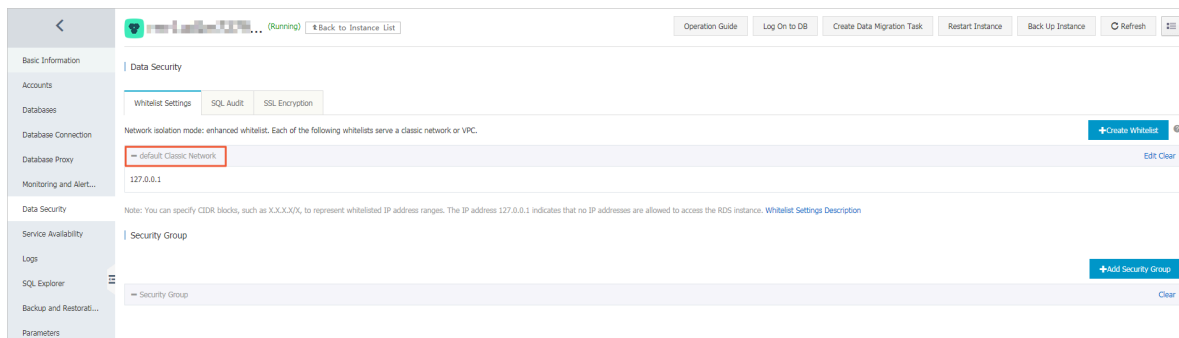 ... (Running) Back to Instance List Operation Guide Log On to DB Create Data Migration Task Restart Instance Back Up Instance Refresh
Basic Information
Accounts
Databases
Database Connection
Database Proxy
Monitoring and Alert...
Data Security
Service Availability
Logs
SQL Explorer
Backup and Restorati...
Parameters
Data Security
Whitelist Settings SQL Audit SSL Encryption
Network isolation mode: enhanced whitelist. Each of the following whitelists serve a classic network or VPC.
+Create Whitelist
default Classic Network Edit Clear
127.0.0.1
Note: You can specify CIDR blocks, such as X.X.X.X/X, to represent whitelisted IP address ranges. The IP address 127.0.0.1 indicates that no IP addresses are allowed to access the RDS instance. Whitelist Settings Description
Security Group
+Add Security Group
Security Group Clear